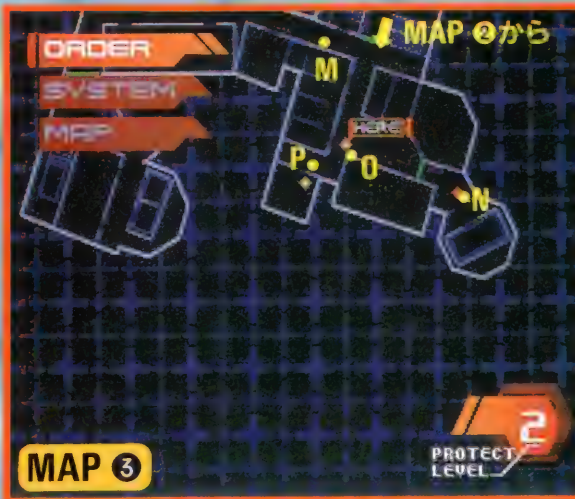 ORDER
MAP ❷から
SYSTEM
M
MAP
HERE
P
O
N
2
PROTECT
LEVEL
MAP ❸